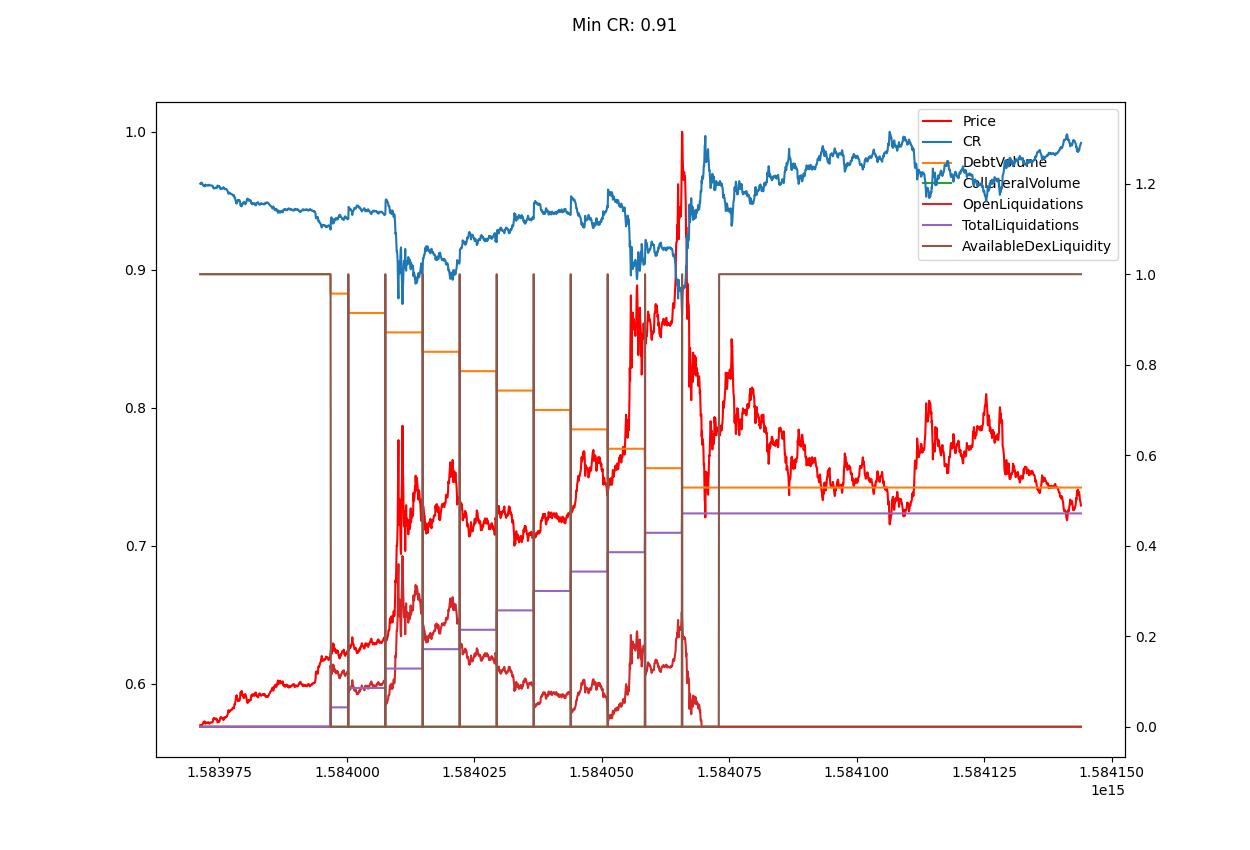 Min CR: 0.91
Price
CR
DebtVolume
CollateralVolume
OpenLiquidations
TotalLiquidations
AvailableDexLiquidity
1.0
0.9
0.8
0.7
0.6
1.2
1.0
0.8
0.6
0.4
0.2
0.0
1.583975 1.584000 1.584025 1.584050 1.584075 1.584100 1.584125 1.584150
1e15